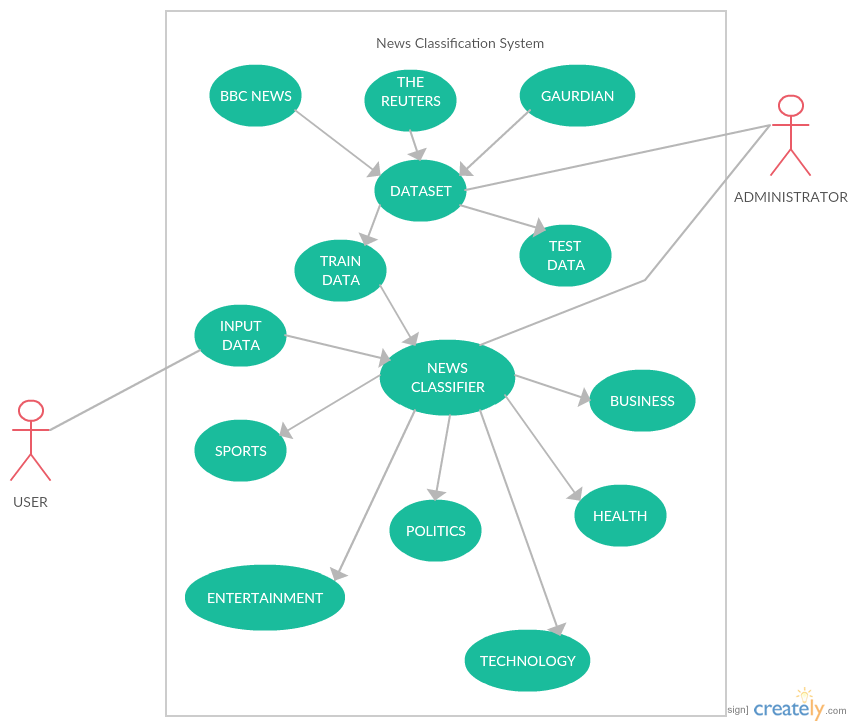 News Classification System
BBC NEWS
THE
REUTERS
GAURDIAN
DATASET
ADMINISTRATOR
TRAIN
DATA
TEST
DATA
INPUT
DATA
NEWS
CLASSIFIER
BUSINESS
SPORTS
USER
HEALTH
POLITICS
ENTERTAINMENT
TECHNOLOGY
sign] creately.com